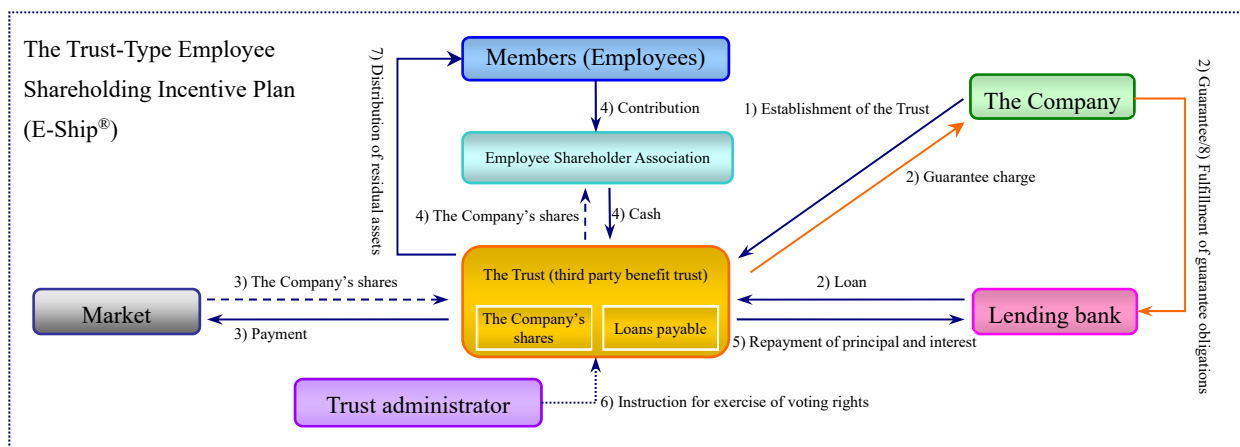 The Trust-Type Employee
Shareholding Incentive Plan
(E-Ship®)
7) Distribution of residual assets
Members (Employees)
4) Contribution
Employee Shareholder Association
4) The Company’s shares
4) Cash
1) Establishment of the Trust
The Company
2) Guarantee charge
2) Guarantee/8) Fulfillment of guarantee obligations
The Trust (third party benefit trust)
The Company’s
shares
Loans payable
3) The Company’s shares
Market
3) Payment
2) Loan
Lending bank
5) Repayment of principal and interest
Trust administrator
6) Instruction for exercise of voting rights